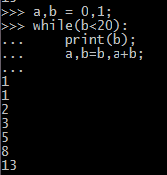 >>> a,b = 0,1;
>>> while(b<20):
...     print(b);
...     a,b=b,a+b;
...
1
1
2
3
5
8
13